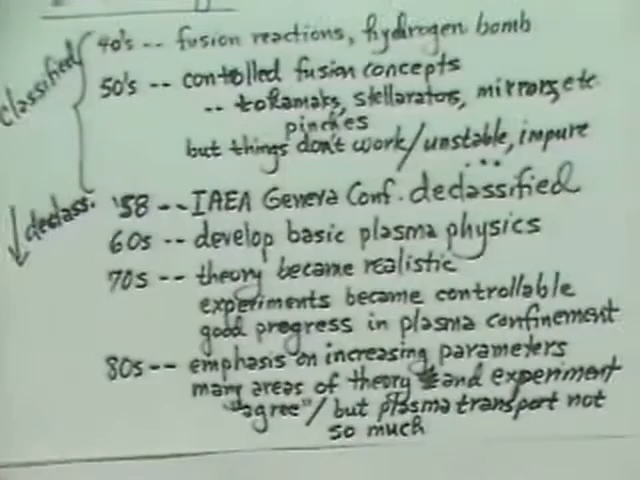 classified
40's -- fusion reactions, hydrogen bomb
50's -- controlled fusion concepts
-- tokamaks, stellarators, mirrors, etc
pinches
but things don't work/unstable, impure
...
declass. '58 -- IAEA Geneva Conf. declassified
60s -- develop basic plasma physics
70s -- theory became realistic
experiments became controllable
good progress in plasma confinement
80s -- emphasis on increasing parameters
many areas of theory and experiment
"agree"/but plasma transport not
so much